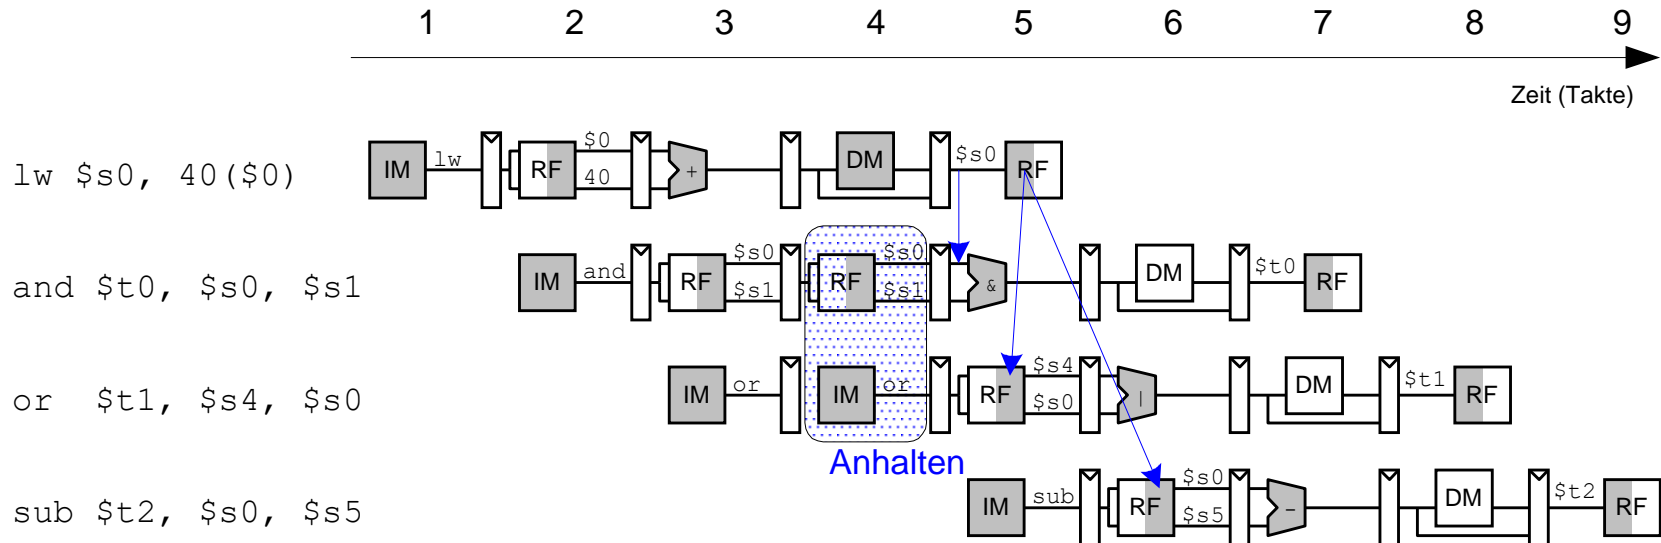 1 2 3 4 5 6 7 8 9
Zeit (Takte)
lw $s0, 40($0) IM lw RF $0 40 + DM $s0 RF
and $t0, $s0, $s1 IM and RF $s0 $s1 RF $s0 $s1 & DM $t0 RF
or $t1, $s4, $s0 IM or IM or RF $s4 $s0 | DM $t1 RF
Anhalten
sub $t2, $s0, $s5 IM sub RF $s0 $s5 - DM $t2 RF